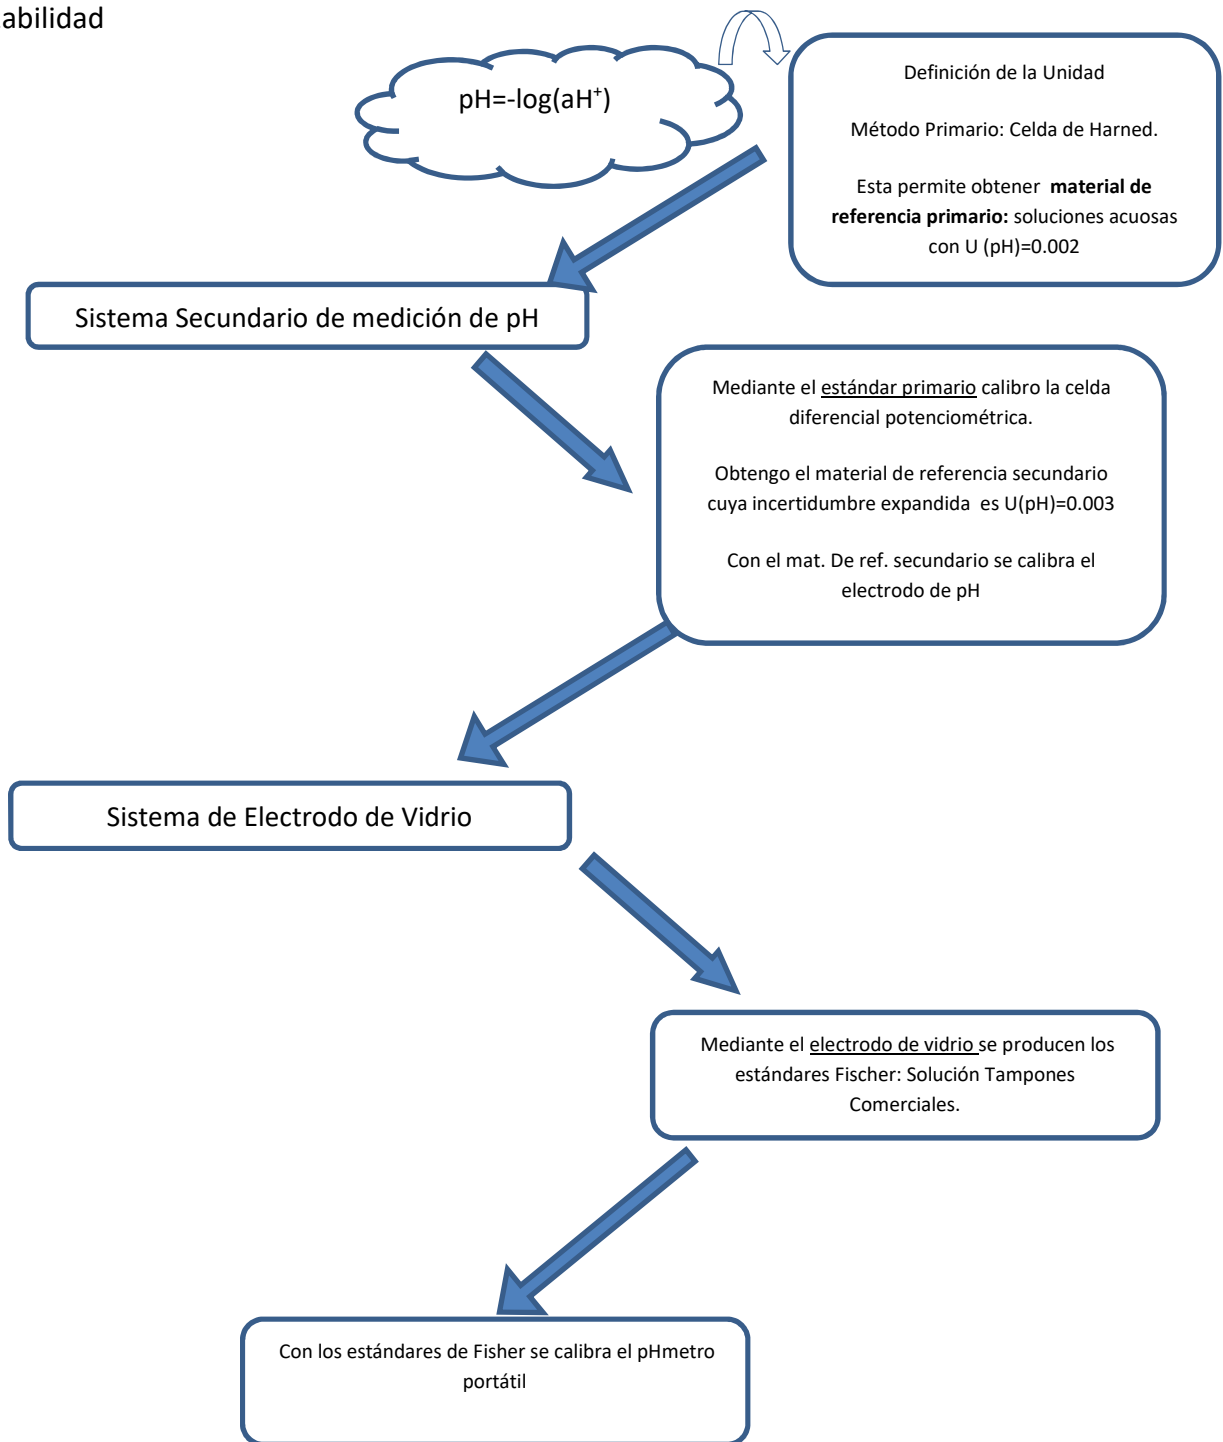 abilidad
pH=-log(aH⁺)
Definición de la Unidad
Método Primario: Celda de Harned.
Esta permite obtener material de
referencia primario: soluciones acuosas
con U (pH)=0.002
Sistema Secundario de medición de pH
Mediante el estándar primario calibro la celda
diferencial potenciométrica.
Obtengo el material de referencia secundario
cuya incertidumbre expandida es U(pH)=0.003
Con el mat. De ref. secundario se calibra el
electrodo de pH
Sistema de Electrodo de Vidrio
Mediante el electrodo de vidrio se producen los
estándares Fischer: Solución Tampones
Comerciales.
Con los estándares de Fisher se calibra el pHmetro
portátil